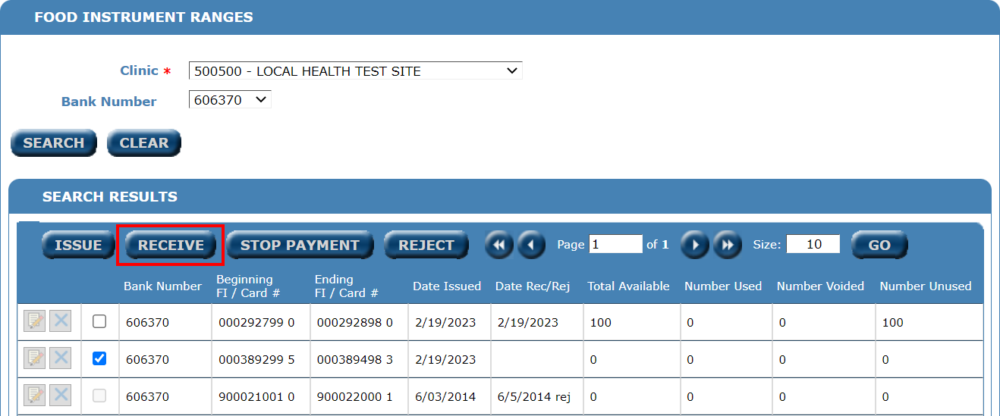 FOOD INSTRUMENT RANGES
Clinic * 500500 - LOCAL HEALTH TEST SITE
Bank Number 606370
SEARCH CLEAR
SEARCH RESULTS
ISSUE RECEIVE STOP PAYMENT REJECT Page 1 of 1 Size: 10 GO
Bank Number Beginning FI / Card # Ending FI / Card # Date Issued Date Rec/Rej Total Available Number Used Number Voided Number Unused
606370 000292799 0 000292898 0 2/19/2023 2/19/2023 100 0 0 100
606370 000389299 5 000389498 3 2/19/2023 0 0 0 0
606370 900021001 0 900022000 1 6/03/2014 6/5/2014 rej 0 0 0 0